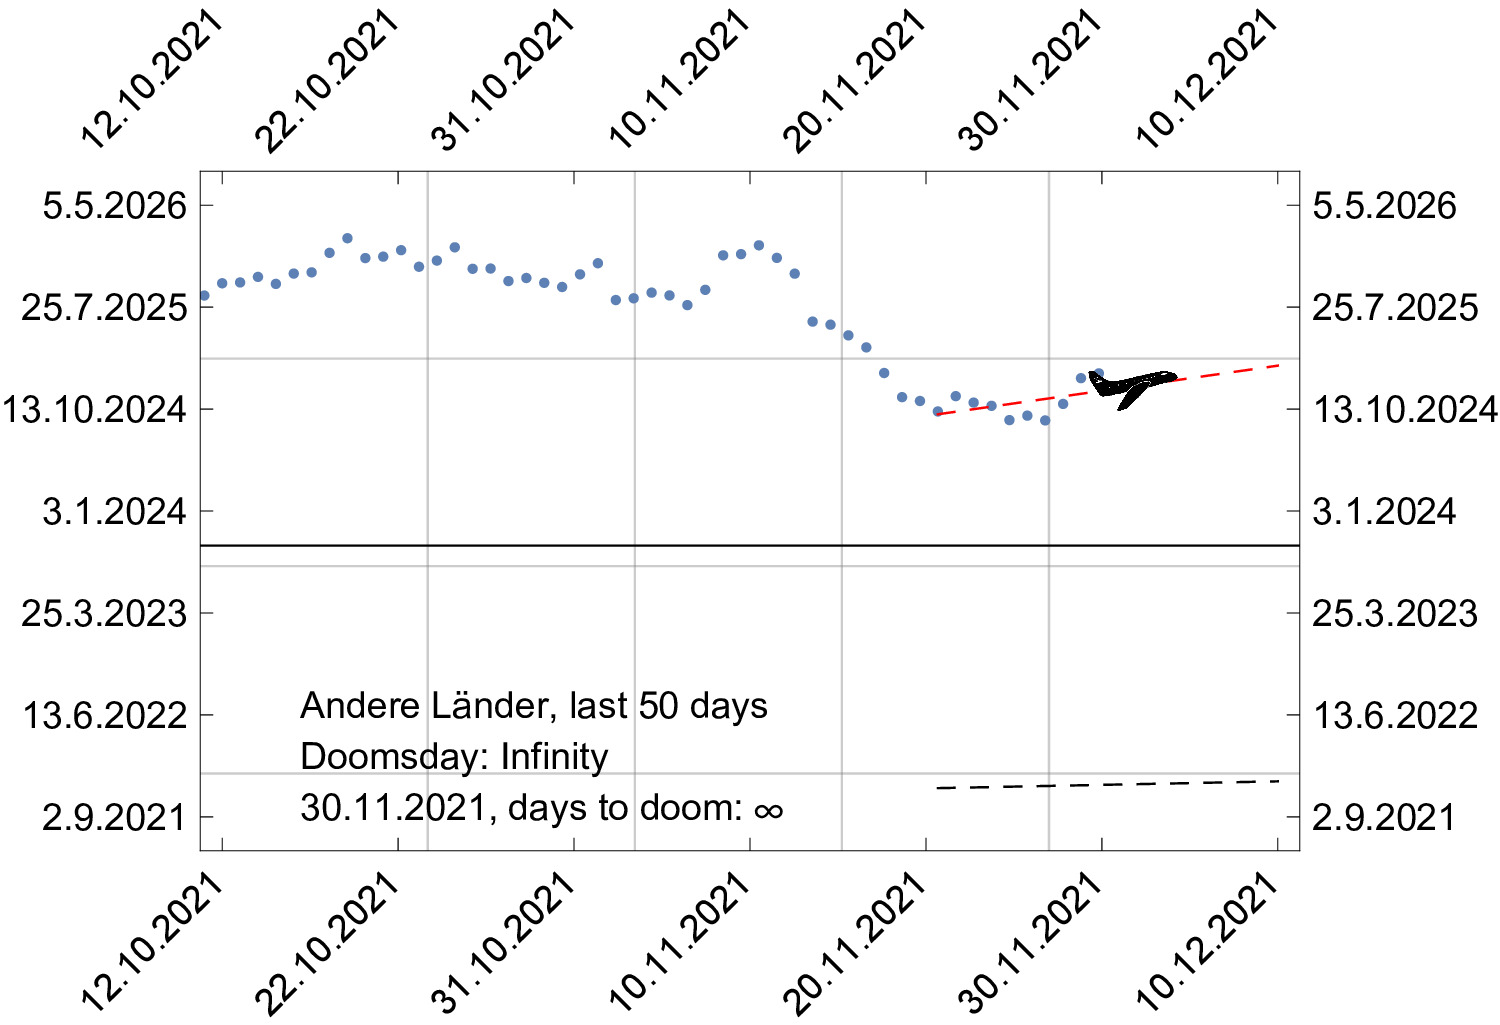 12.10.2021 22.10.2021 31.10.2021 10.11.2021 20.11.2021 30.11.2021 10.12.2021
5.5.2026 5.5.2026
25.7.2025 25.7.2025
13.10.2024 13.10.2024
3.1.2024 3.1.2024
25.3.2023 25.3.2023
13.6.2022 13.6.2022
2.9.2021 2.9.2021
Andere Länder, last 50 days
Doomsday: Infinity
30.11.2021, days to doom: ∞
12.10.2021 22.10.2021 31.10.2021 10.11.2021 20.11.2021 30.11.2021 10.12.2021